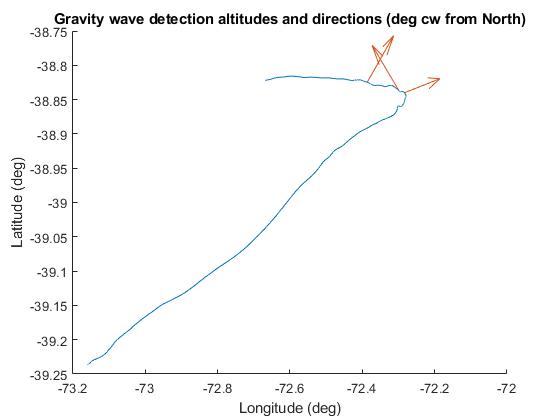 Gravity wave detection altitudes and directions (deg cw from North)
-38.75
-38.8
-38.85
-38.9
-38.95
-39
-39.05
-39.1
-39.15
-39.2
-39.25
Latitude (deg)
-73.2 -73 -72.8 -72.6 -72.4 -72.2 -72
Longitude (deg)